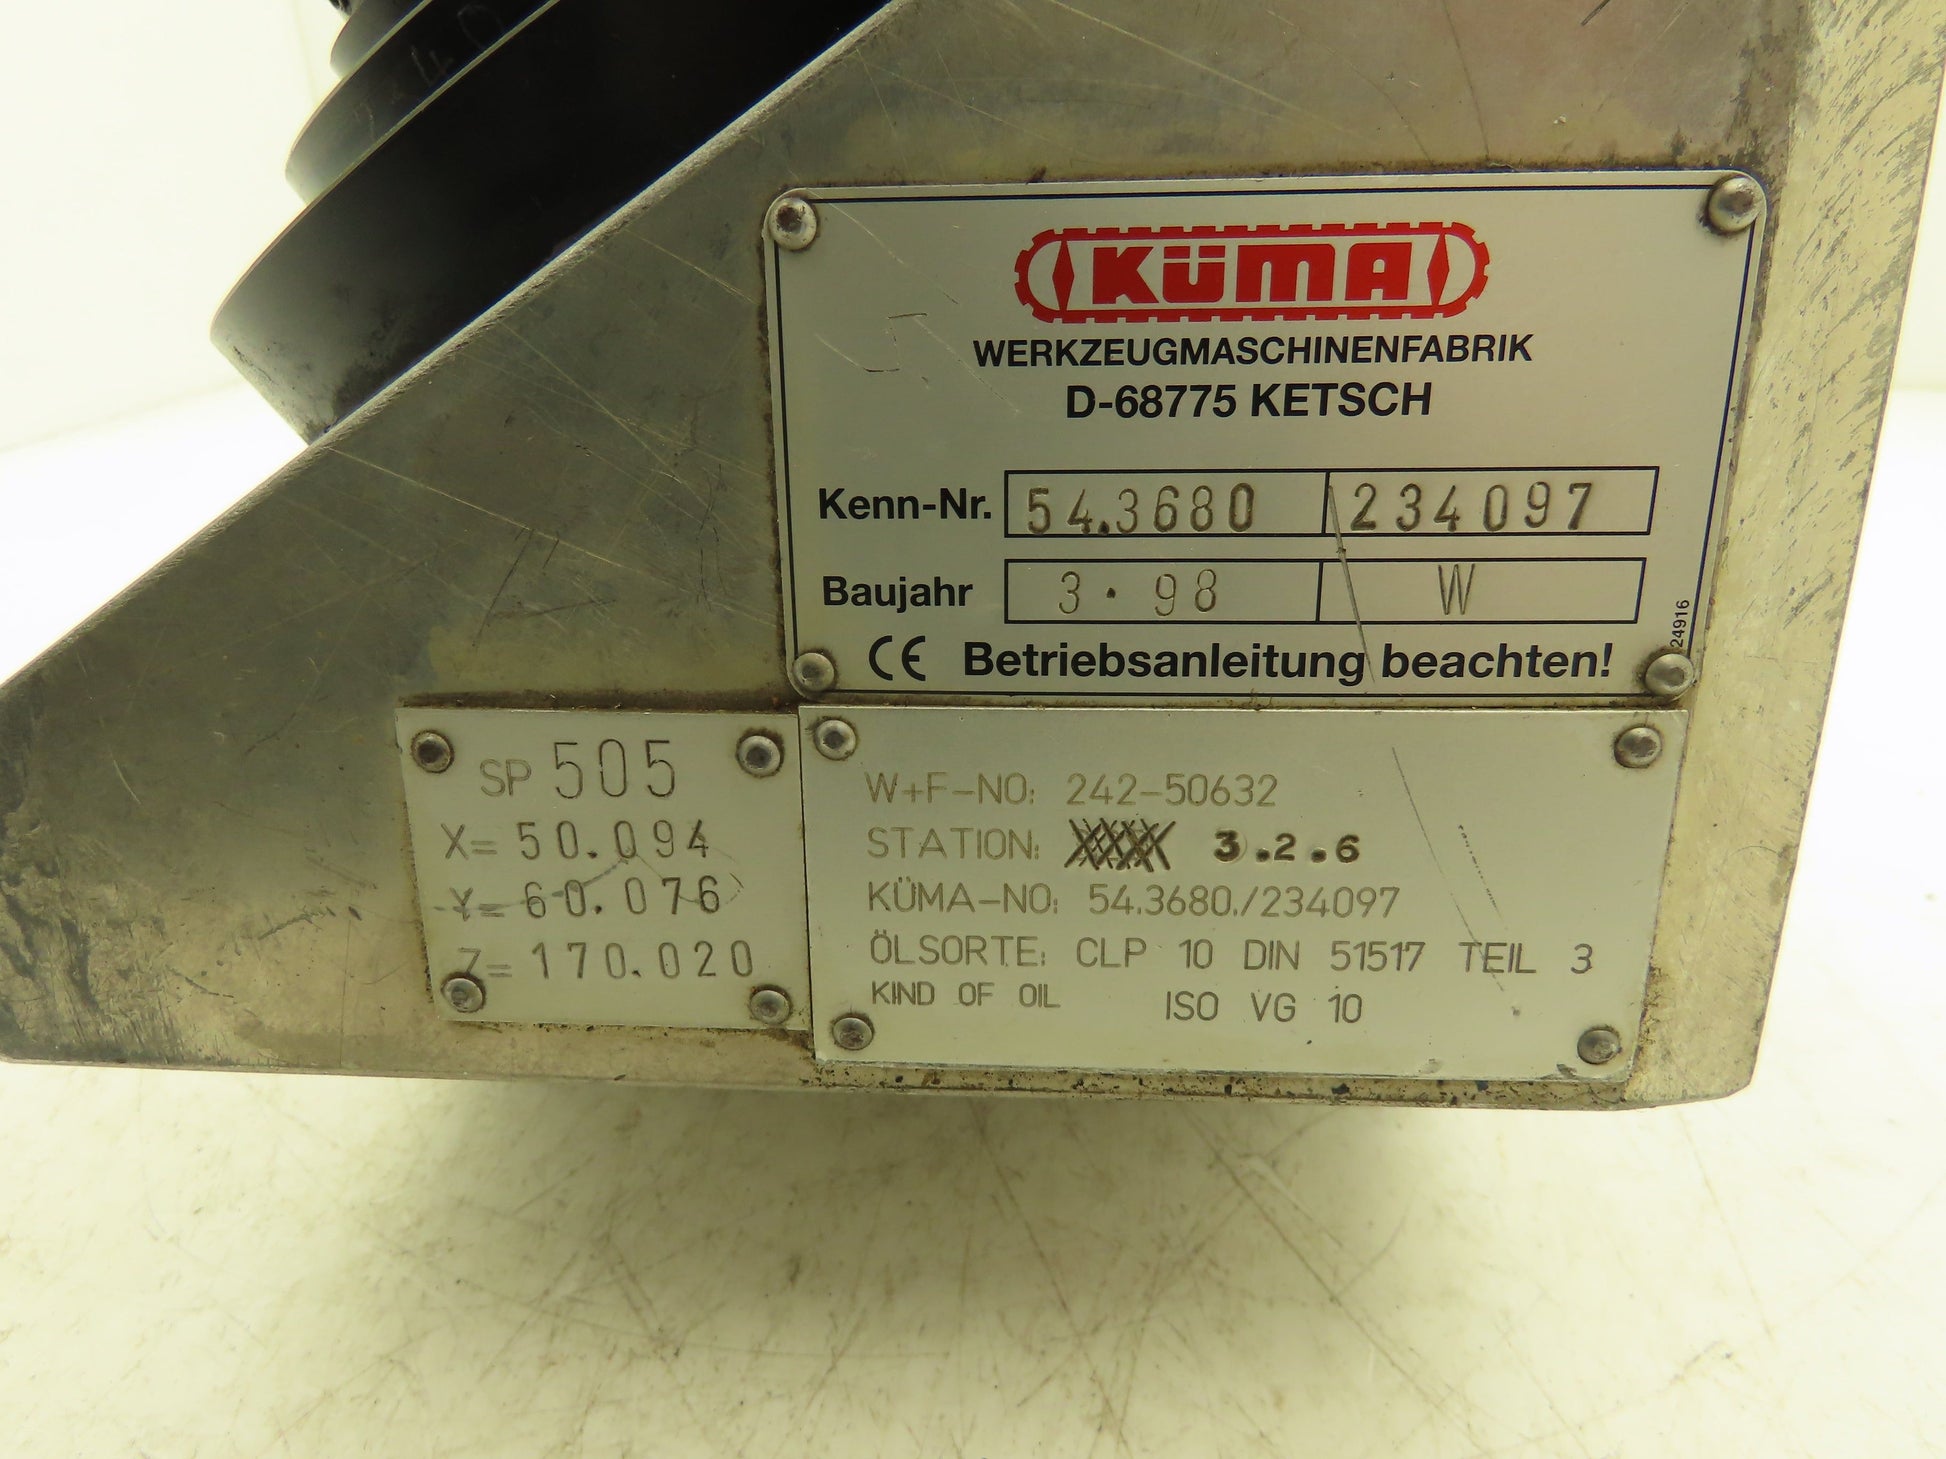 KÜMA
WERKZEUGMASCHINENFABRIK
D-68775 KETSCH
Kenn-Nr. 54.3680 234097
Baujahr 3·98 W
CE Betriebsanleitung beachten!
24916
SP 505
X= 50.094
Y= 60.076
Z= 170.020
W+F-NO: 242-50632
STATION: 3.2.6
KÜMA-NO: 54.3680./234097
ÖLSORTE: CLP 10 DIN 51517 TEIL 3
KIND OF OIL ISO VG 10